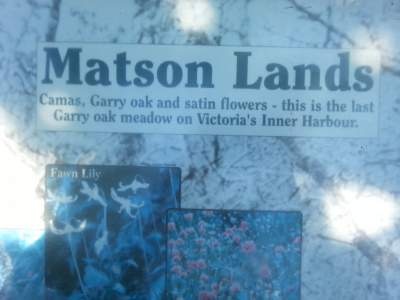 Matson Lands
Camas, Garry oak and satin flowers - this is the last
Garry oak meadow on Victoria's Inner Harbour.
Fawn Lily